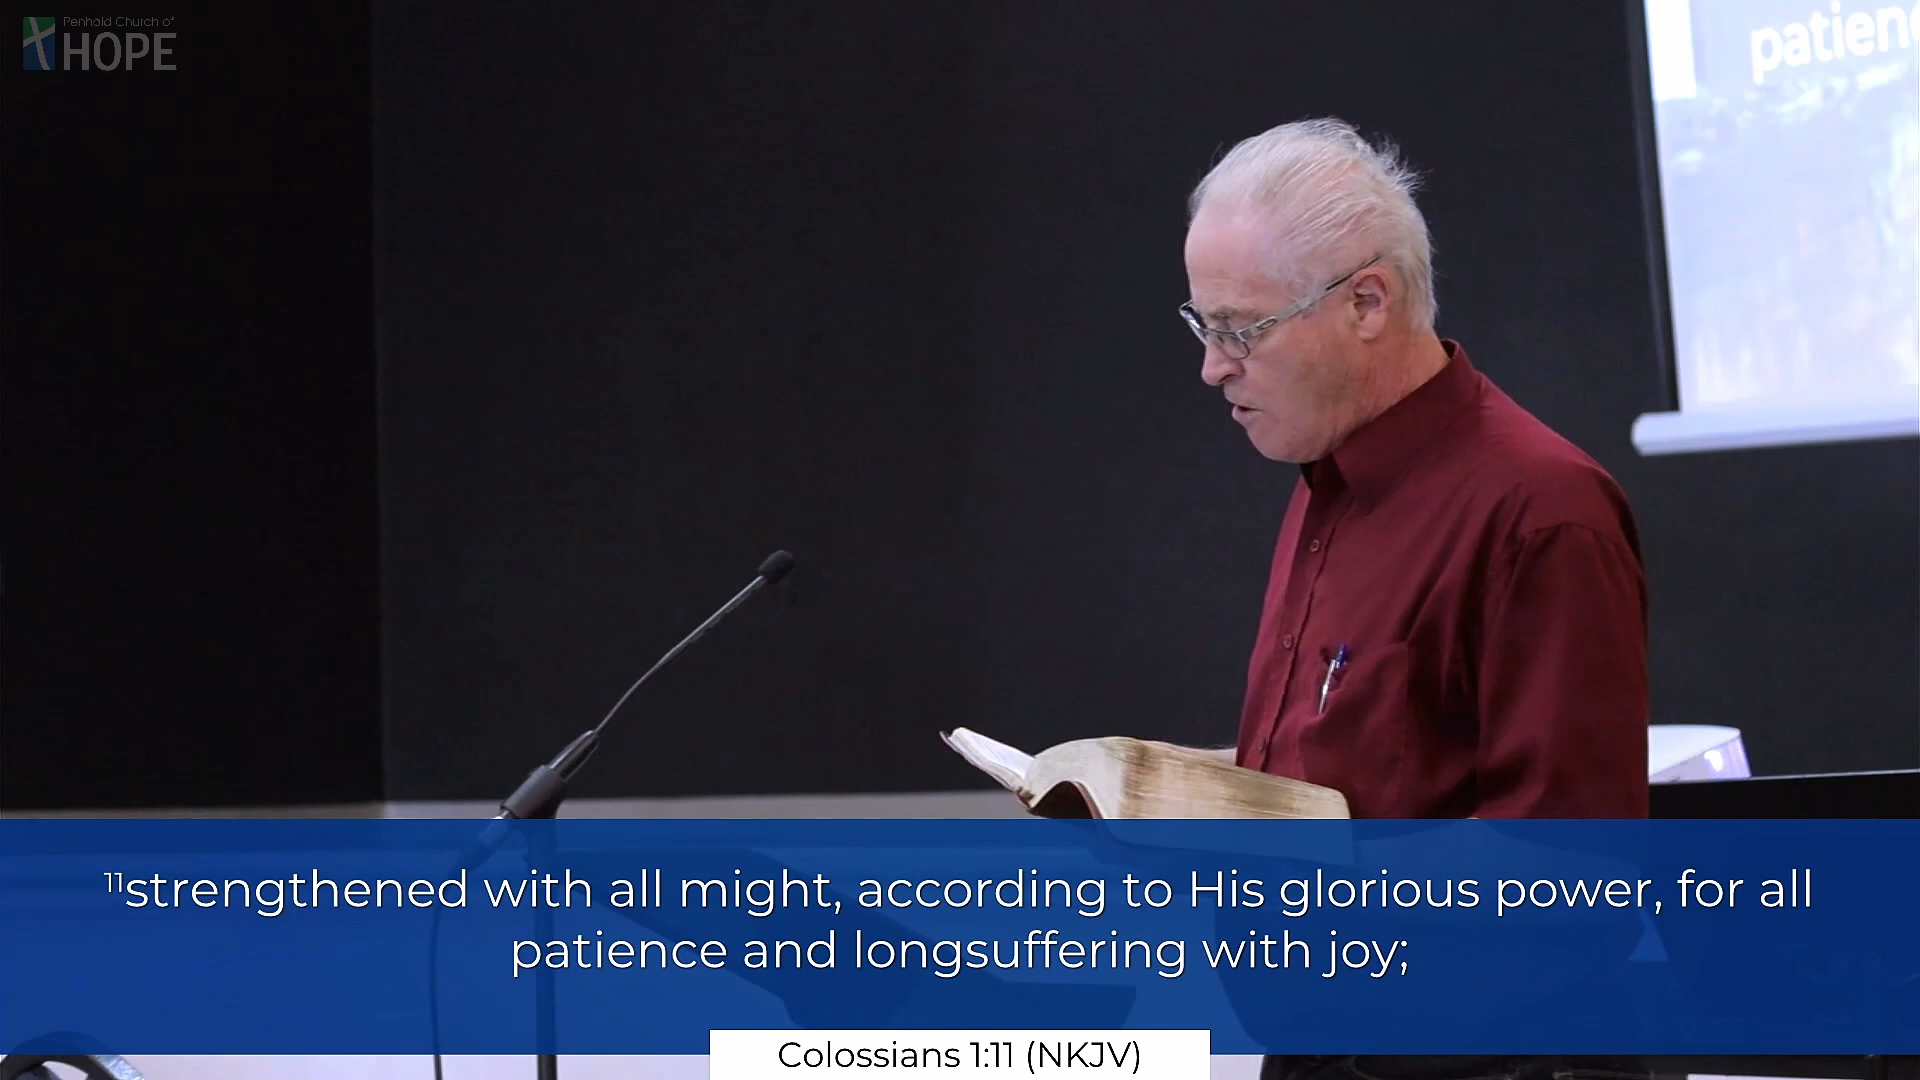 Penhold Church of
HOPE
patien
¹¹strengthened with all might, according to His glorious power, for all
patience and longsuffering with joy;
Colossians 1:11 (NKJV)